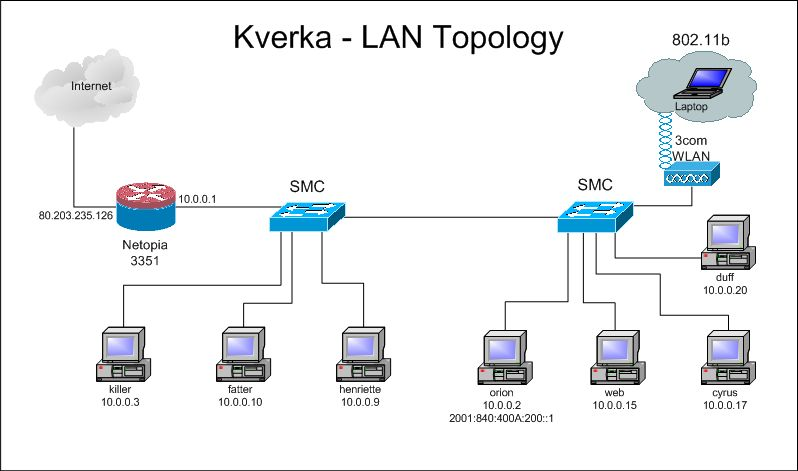 Kverka - LAN Topology
802.11b
Internet
Laptop
3com
WLAN
10.0.0.1
SMC
SMC
80.203.235.126
Netopia
3351
duff
10.0.0.20
killer
10.0.0.3
fatter
10.0.0.10
henriette
10.0.0.9
orion
10.0.0.2
2001:840:400A:200::1
web
10.0.0.15
cyrus
10.0.0.17